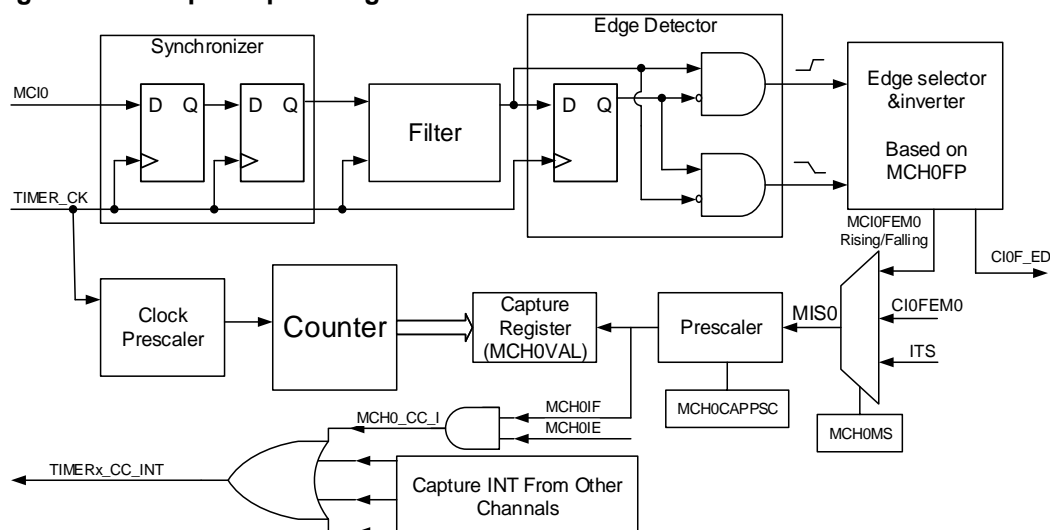 Synchronizer
Edge Detector
MCI0
D Q
D Q
Filter
D Q
Edge selector
&inverter
Based on
MCH0FP
TIMER_CK
MCI0FEM0
Rising/Falling
CI0F_ED
Clock
Prescaler
Counter
Capture
Register
(MCH0VAL)
Prescaler
MIS0
CI0FEM0
ITS
MCH0CAPPSC
MCH0MS
MCH0IF
MCH0_CC_I
MCH0IE
TIMERx_CC_INT
Capture INT From Other
Channels